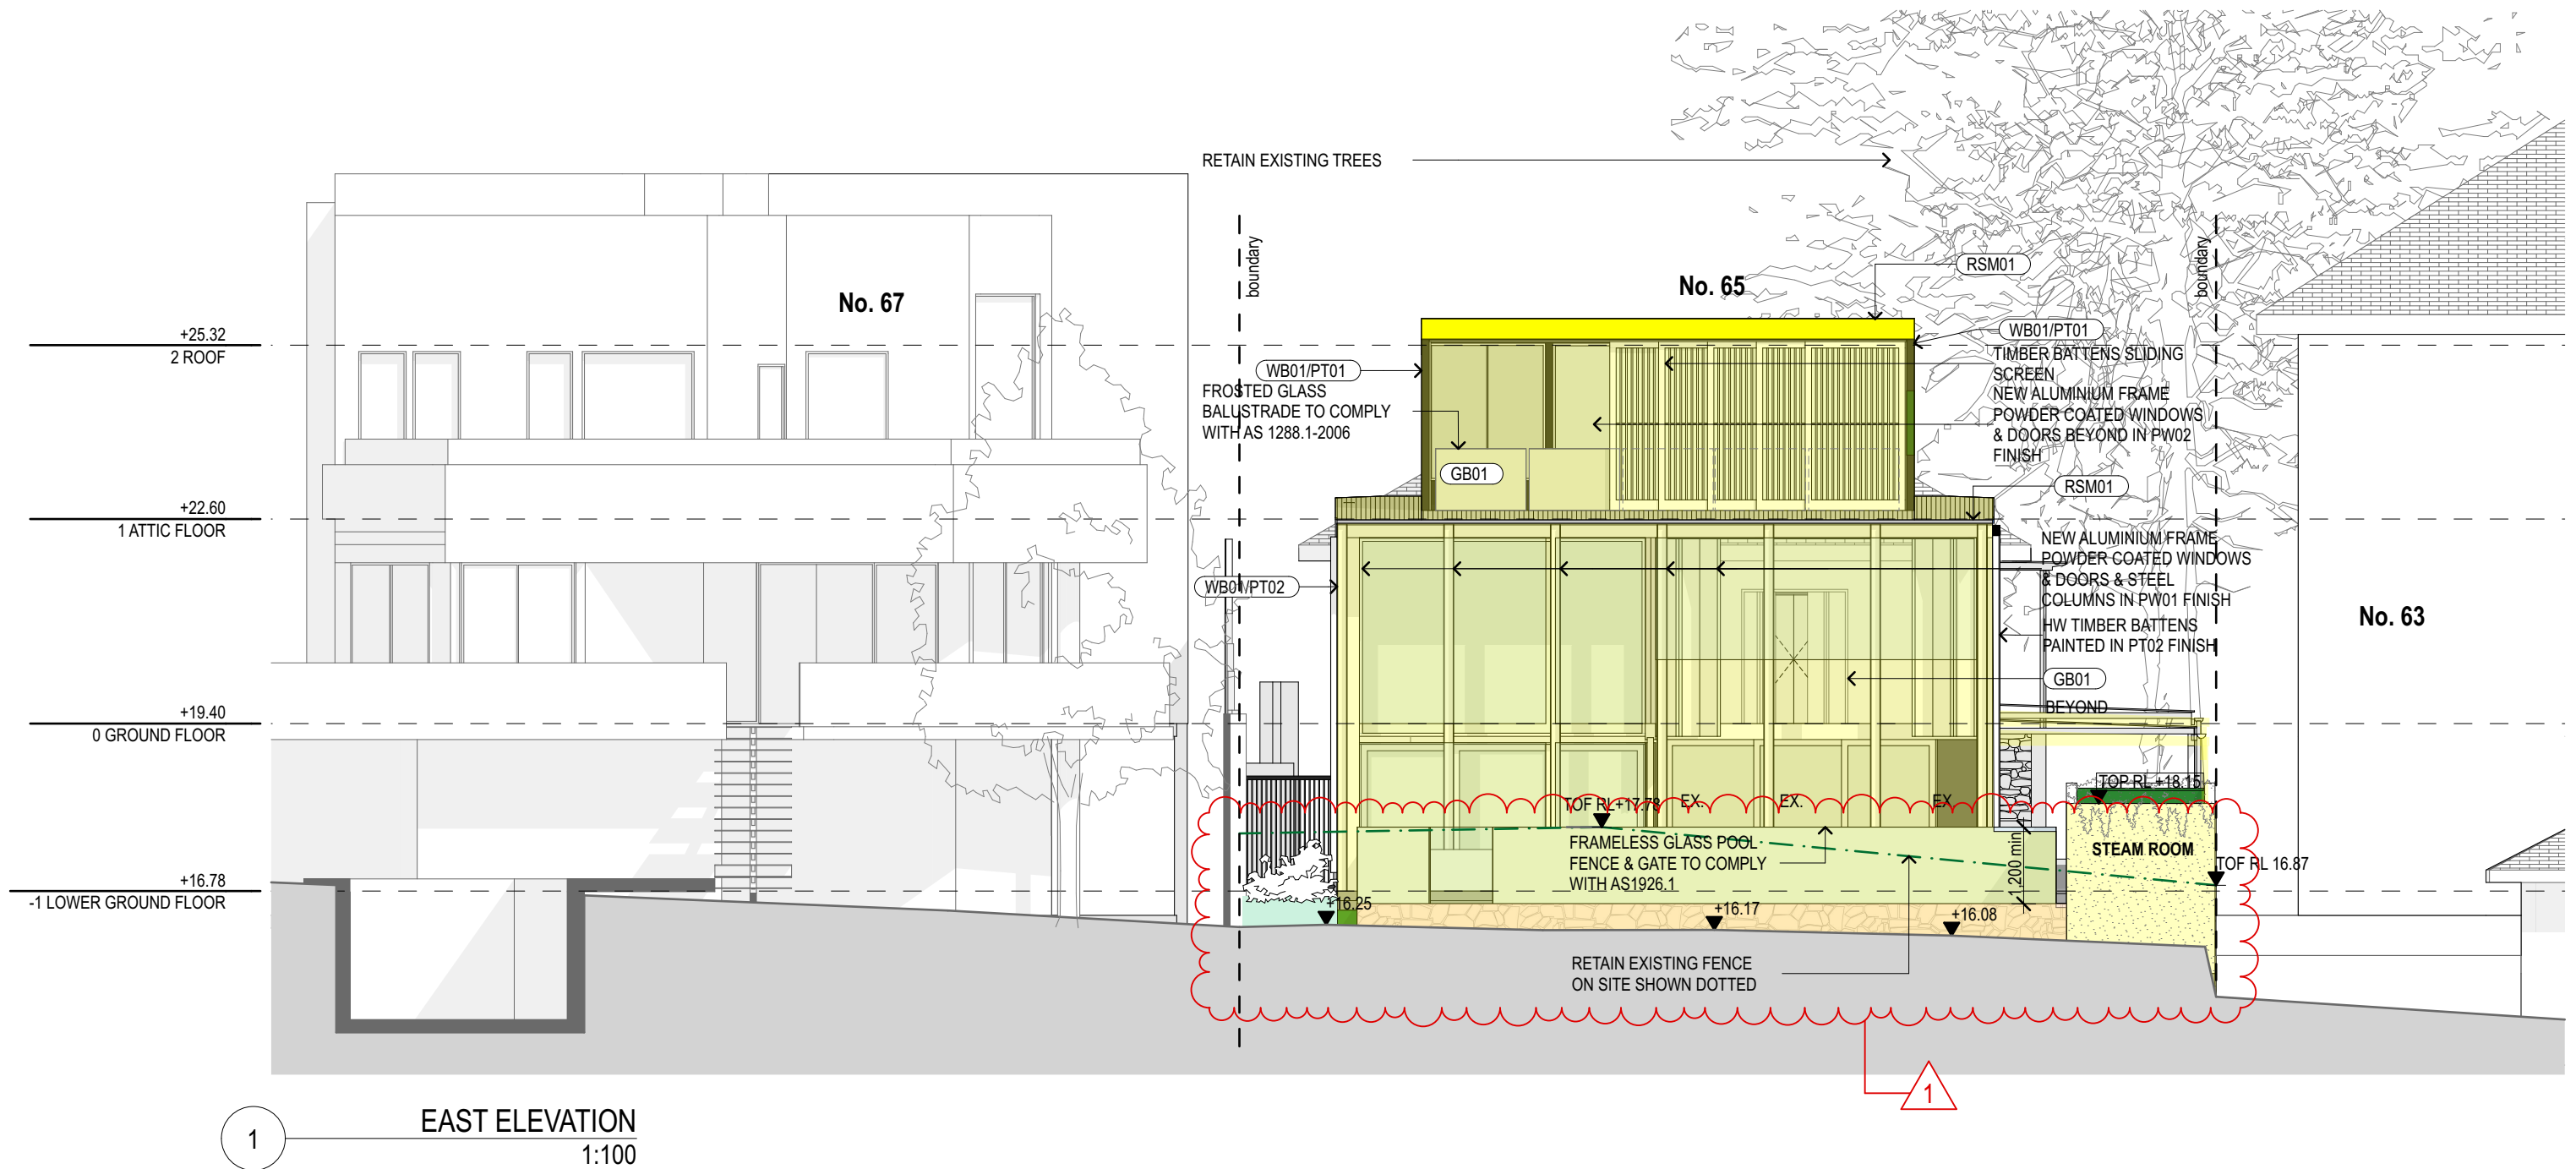 RETAIN EXISTING TREES
boundary
boundary
No. 67
No. 65
No. 63
RSM01
WB01/PT01
TIMBER BATTENS SLIDING
SCREEN
NEW ALUMINIUM FRAME
POWDER COATED WINDOWS
& DOORS BEYOND IN PW02
FINISH
WB01/PT01
FROSTED GLASS
BALUSTRADE TO COMPLY
WITH AS 1288.1-2006
GB01
RSM01
NEW ALUMINIUM FRAME
POWDER COATED WINDOWS
& DOORS & STEEL
COLUMNS IN PW01 FINISH
WB01/PT02
HW TIMBER BATTENS
PAINTED IN PT02 FINISH
GB01
BEYOND
+25.32
2 ROOF
+22.60
1 ATTIC FLOOR
+19.40
0 GROUND FLOOR
+16.78
-1 LOWER GROUND FLOOR
TOP RL +18.15
TOF RL+17.78
EX.
EX.
EX
FRAMELESS GLASS POOL
FENCE & GATE TO COMPLY
WITH AS1926.1
1,200 min
STEAM ROOM
TOF RL 16.87
+16.25
+16.17
+16.08
RETAIN EXISTING FENCE
ON SITE SHOWN DOTTED
1
1
EAST ELEVATION
1:100